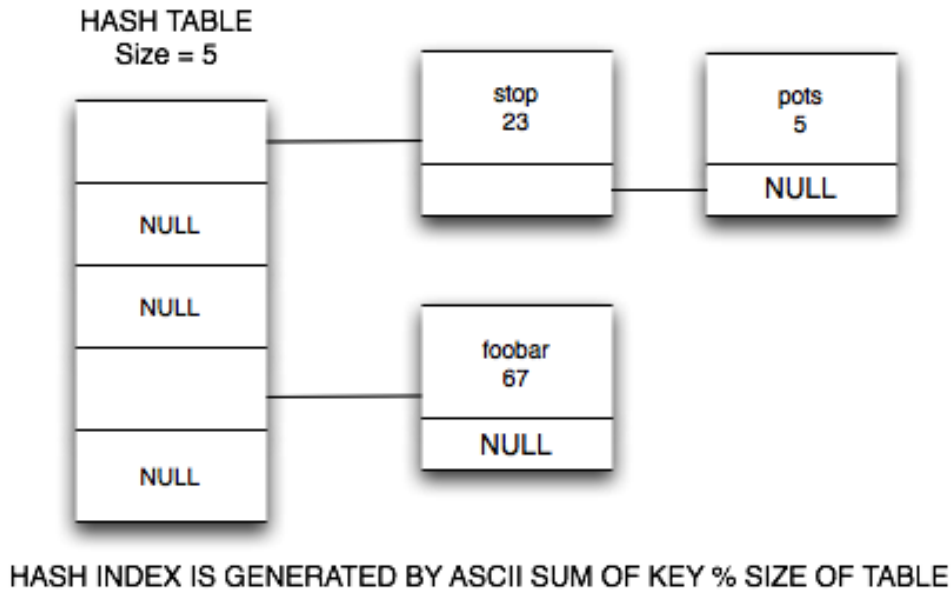 HASH TABLE
Size = 5
stop
23
pots
5
NULL
NULL
NULL
foobar
67
NULL
NULL
HASH INDEX IS GENERATED BY ASCII SUM OF KEY % SIZE OF TABLE